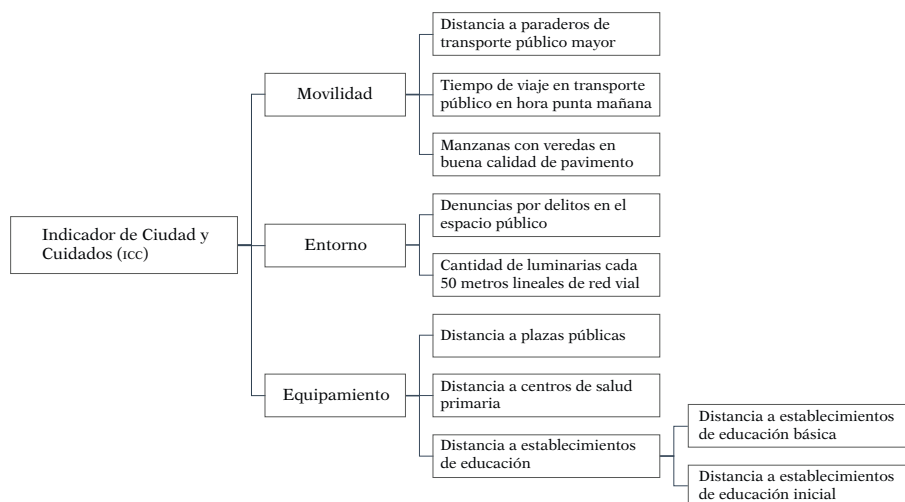 Distancia a paraderos de
transporte público mayor
Movilidad
Tiempo de viaje en transporte
público en hora punta mañana
Manzanas con veredas en
buena calidad de pavimento
Indicador de Ciudad y
Cuidados (ICC)
Entorno
Denuncias por delitos en el
espacio público
Cantidad de luminarias cada
50 metros lineales de red vial
Equipamiento
Distancia a plazas públicas
Distancia a centros de salud
primaria
Distancia a establecimientos
de educación
Distancia a establecimientos
de educación básica
Distancia a establecimientos
de educación inicial